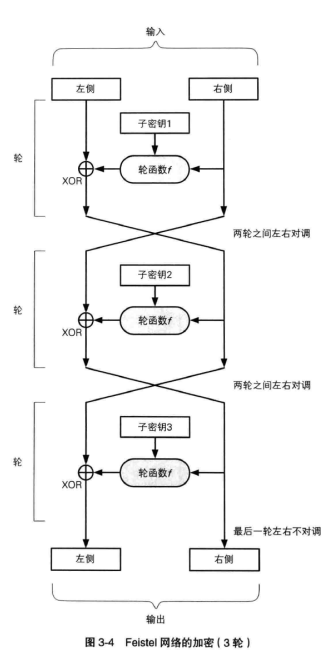 输入
左侧 右侧
子密钥1
轮函数f
轮
XOR
两轮之间左右对调
子密钥2
轮函数f
轮
XOR
两轮之间左右对调
子密钥3
轮函数f
轮
XOR
最后一轮左右不对调
左侧 右侧
输出
图 3-4 Feistel 网络的加密（3 轮）